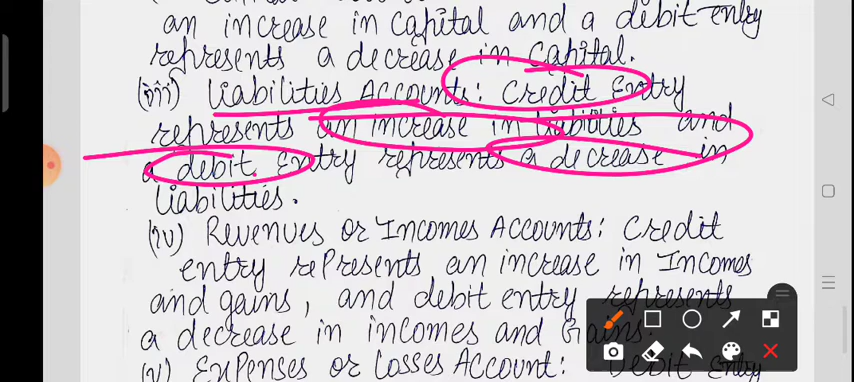 an increase in capital and a debit entry
represents a decrease in Capital.
(iii) Liabilities Accounts: Credit Entry
represents an increase in liabilities and
a debit Entry represents a decrease in
liabilities.
(iv) Revenues or Incomes Accounts: Credit
entry represents an increase in Incomes
and gains, and debit entry represents
a decrease in incomes and Gains.
(v) Expenses or Losses Account: Debit Entry